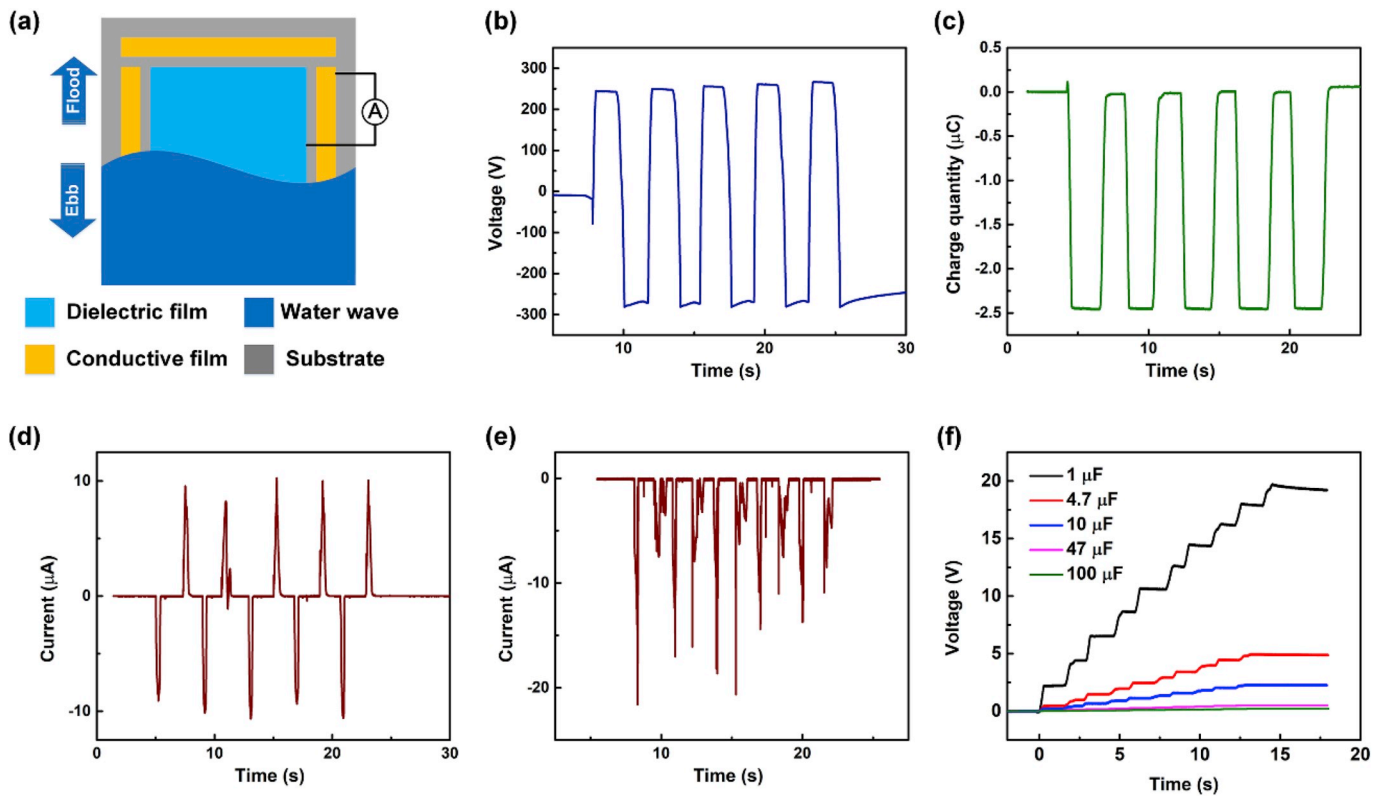 (a)
Flood
Ebb
A
Dielectric film
Water wave
Conductive film
Substrate
(b)
Voltage (V)
300
200
100
0
-100
-200
-300
10
20
30
Time (s)
(c)
Charge quantity (μC)
0.5
0.0
-0.5
-1.0
-1.5
-2.0
-2.5
10
20
Time (s)
(d)
Current (μA)
10
0
-10
0
10
20
30
Time (s)
(e)
Current (μA)
0
-10
-20
10
20
Time (s)
(f)
Voltage (V)
20
15
10
5
0
1 μF
4.7 μF
10 μF
47 μF
100 μF
0
5
10
15
20
Time (s)